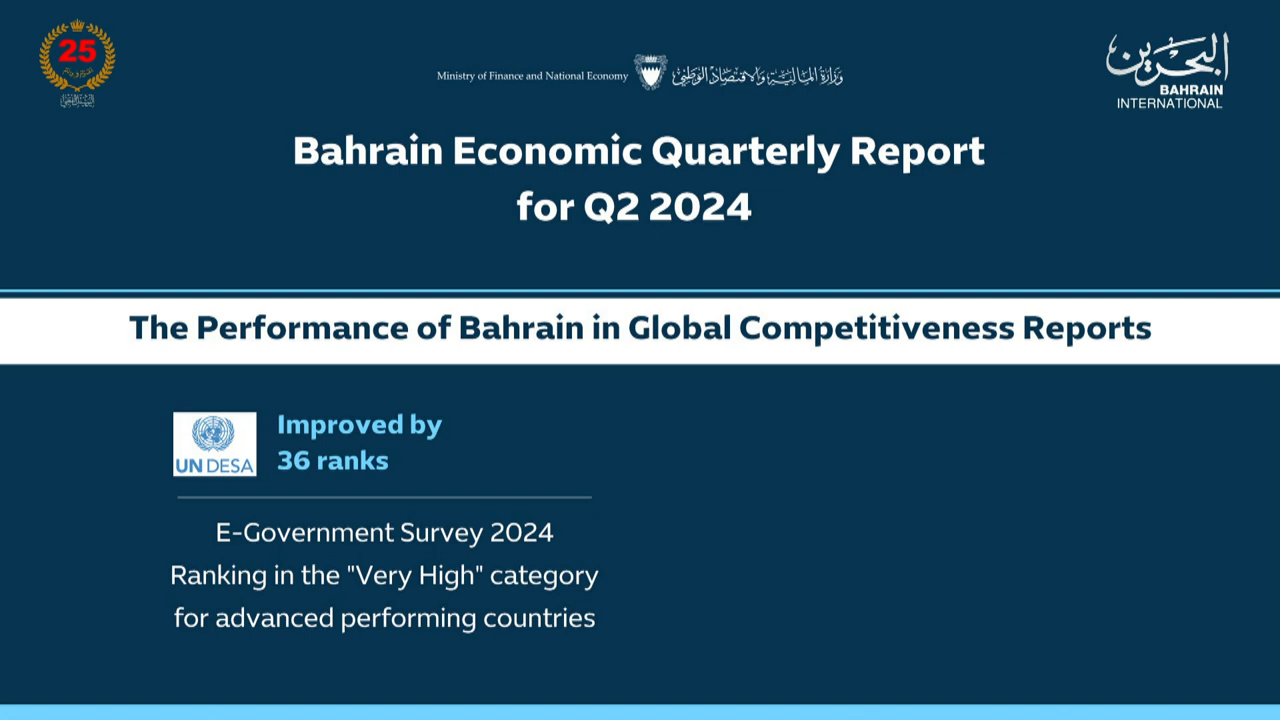 25
Ministry of Finance and National Economy
وزارة المالية والاقتصاد الوطني
البحرين
BAHRAIN
INTERNATIONAL
Bahrain Economic Quarterly Report
for Q2 2024
The Performance of Bahrain in Global Competitiveness Reports
UN DESA
Improved by
36 ranks
E-Government Survey 2024
Ranking in the "Very High" category
for advanced performing countries